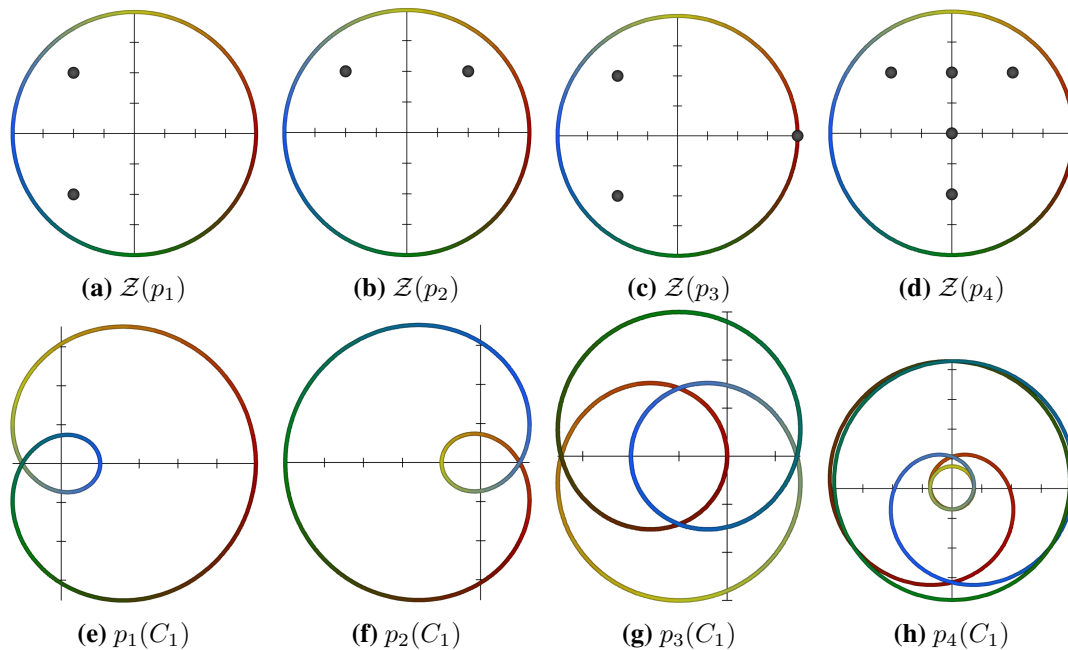 (a) 𝒵(p₁)
(b) 𝒵(p₂)
(c) 𝒵(p₃)
(d) 𝒵(p₄)
(e) p₁(C₁)
(f) p₂(C₁)
(g) p₃(C₁)
(h) p₄(C₁)